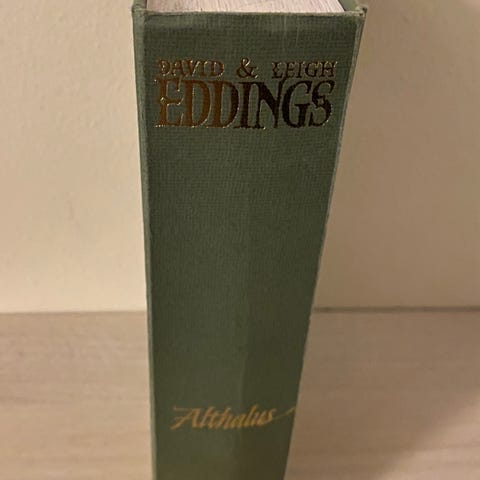 DAVID & LEIGH
EDDINGS
Althalus